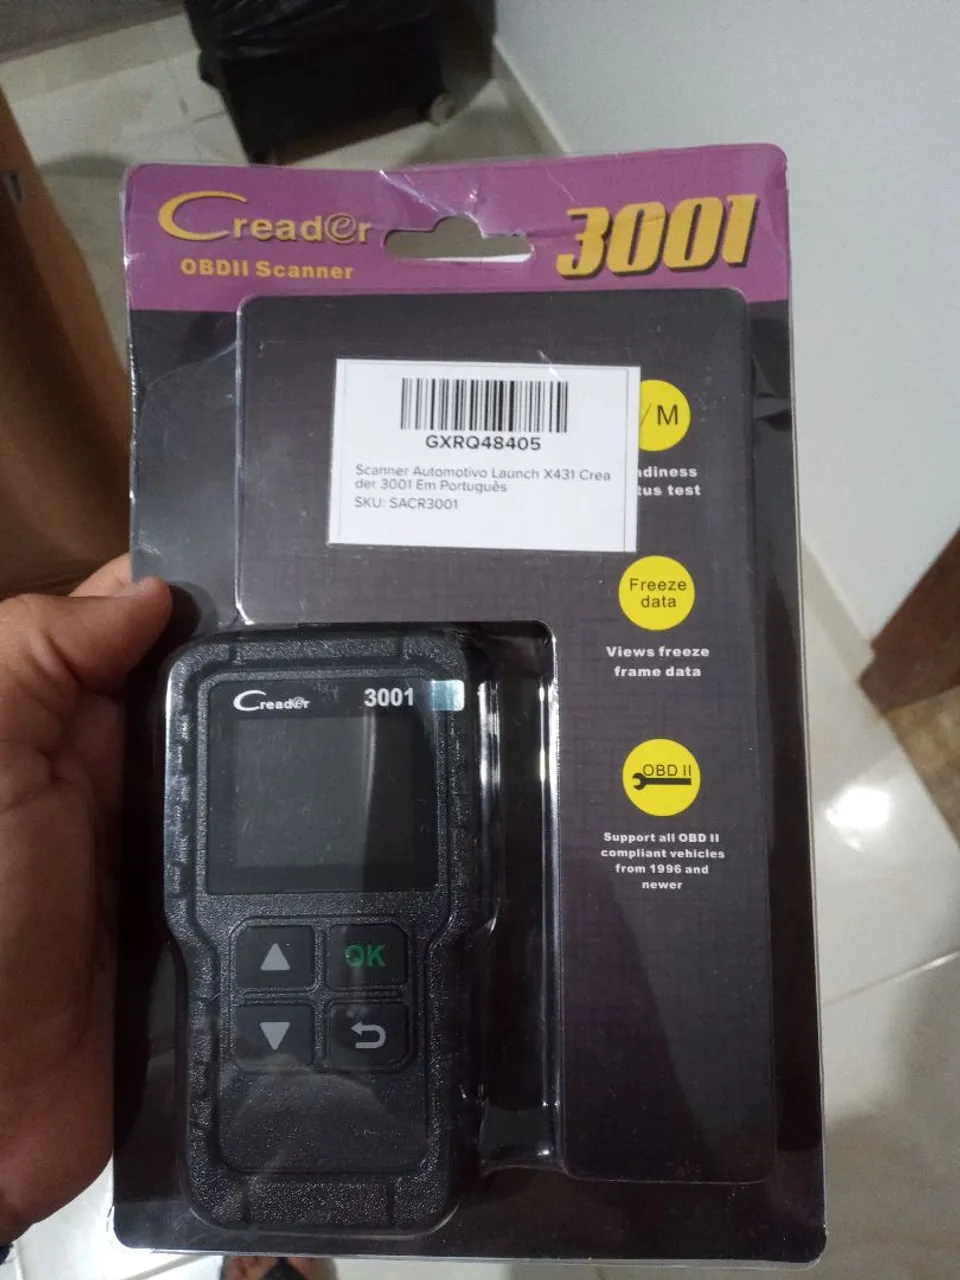 Creader
3001
OBDII Scanner
GXRQ48405
Scanner Automotivo Launch X431 Crea
der 3001 Em Português
SKU: SACR3001
/M
adiness
tus test
Freeze
data
Views freeze
frame data
OBD II
Support all OBD II
compliant vehicles
from 1996 and
newer
Creader
3001
OK